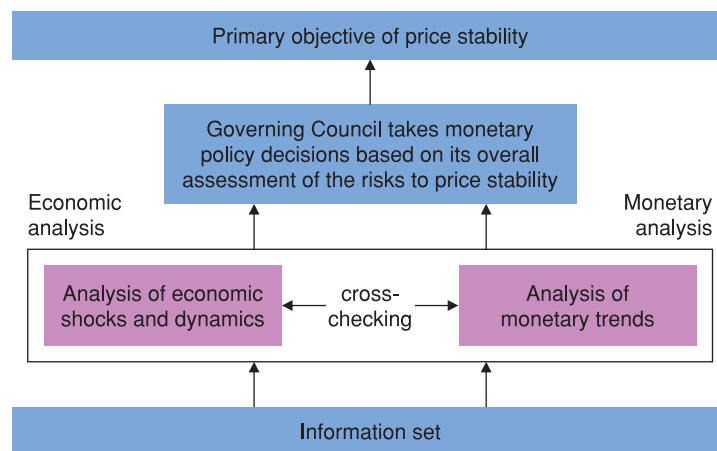 Primary objective of price stability
Governing Council takes monetary
policy decisions based on its overall
assessment of the risks to price stability
Economic
analysis
Monetary
analysis
Analysis of economic
shocks and dynamics
cross-
checking
Analysis of
monetary trends
Information set